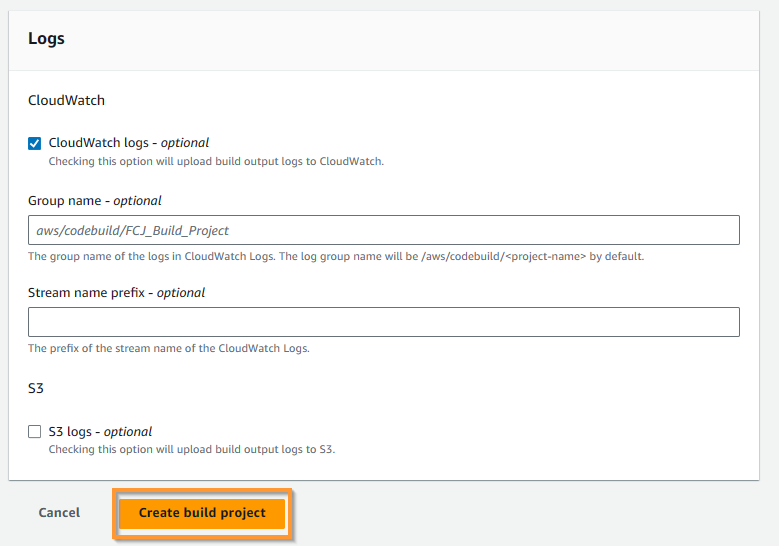 Logs
CloudWatch
CloudWatch logs - optional
Checking this option will upload build output logs to CloudWatch.
Group name - optional
aws/codebuild/FCJ_Build_Project
The group name of the logs in CloudWatch Logs. The log group name will be /aws/codebuild/<project-name> by default.
Stream name prefix - optional
The prefix of the stream name of the CloudWatch Logs.
S3
S3 logs - optional
Checking this option will upload build output logs to S3.
Cancel
Create build project